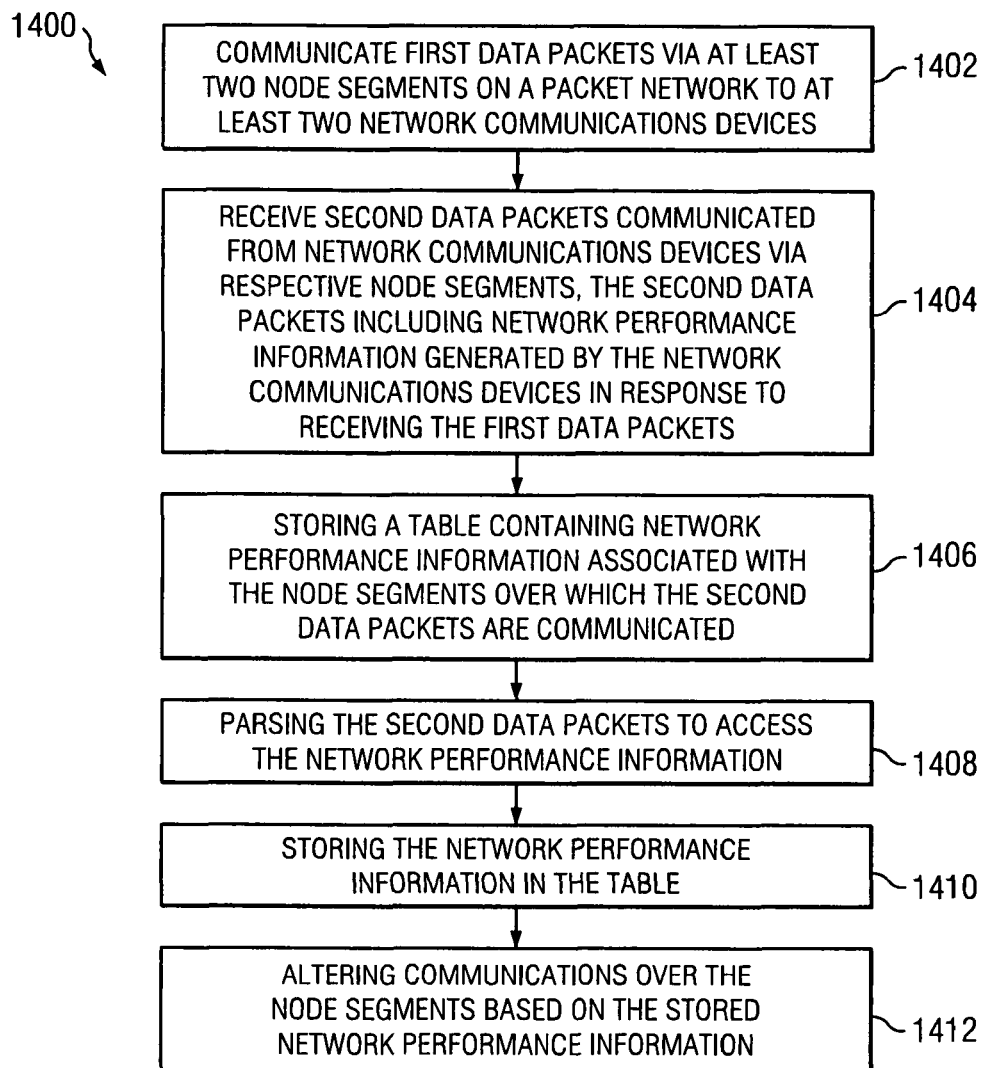 1400
COMMUNICATE FIRST DATA PACKETS VIA AT LEAST
TWO NODE SEGMENTS ON A PACKET NETWORK TO AT
LEAST TWO NETWORK COMMUNICATIONS DEVICES
1402
RECEIVE SECOND DATA PACKETS COMMUNICATED
FROM NETWORK COMMUNICATIONS DEVICES VIA
RESPECTIVE NODE SEGMENTS, THE SECOND DATA
PACKETS INCLUDING NETWORK PERFORMANCE
INFORMATION GENERATED BY THE NETWORK
COMMUNICATIONS DEVICES IN RESPONSE TO
RECEIVING THE FIRST DATA PACKETS
1404
STORING A TABLE CONTAINING NETWORK
PERFORMANCE INFORMATION ASSOCIATED WITH
THE NODE SEGMENTS OVER WHICH THE SECOND
DATA PACKETS ARE COMMUNICATED
1406
PARSING THE SECOND DATA PACKETS TO ACCESS
THE NETWORK PERFORMANCE INFORMATION
1408
STORING THE NETWORK PERFORMANCE
INFORMATION IN THE TABLE
1410
ALTERING COMMUNICATIONS OVER THE
NODE SEGMENTS BASED ON THE STORED
NETWORK PERFORMANCE INFORMATION
1412